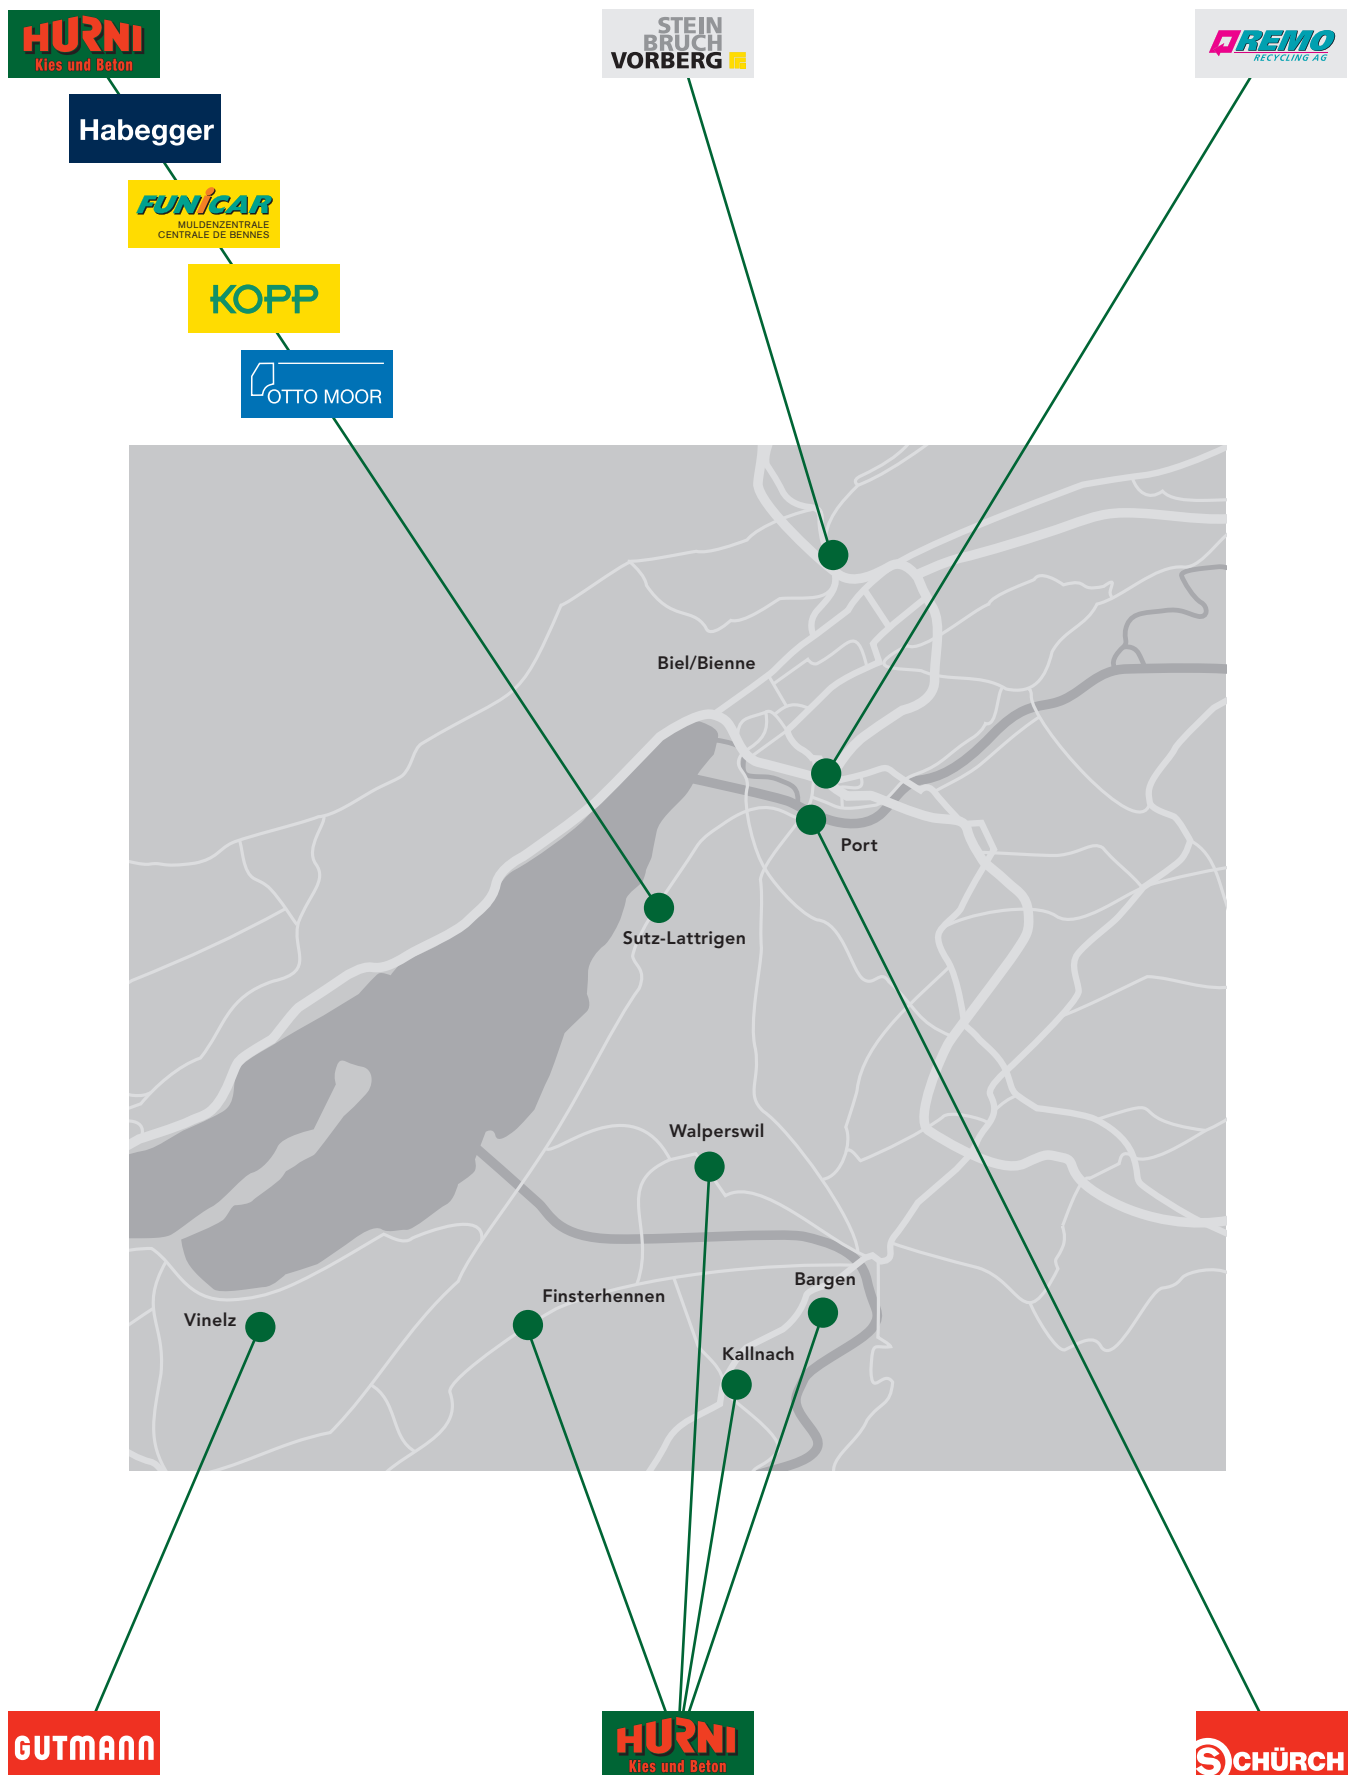 HURNI
Kies und Beton
STEIN
BRUCH
VORBERG
REMO
RECYCLING AG
Habegger
FUNiCAR
MULDENZENTRALE
CENTRALE DE BENNES
KOPP
OTTO MOOR
Biel/Bienne
Port
Sutz-Lattrigen
Walperswil
Bargen
Finsterhennen
Vinelz
Kallnach
GUTMANN
HURNI
Kies und Beton
SCHÜRCH